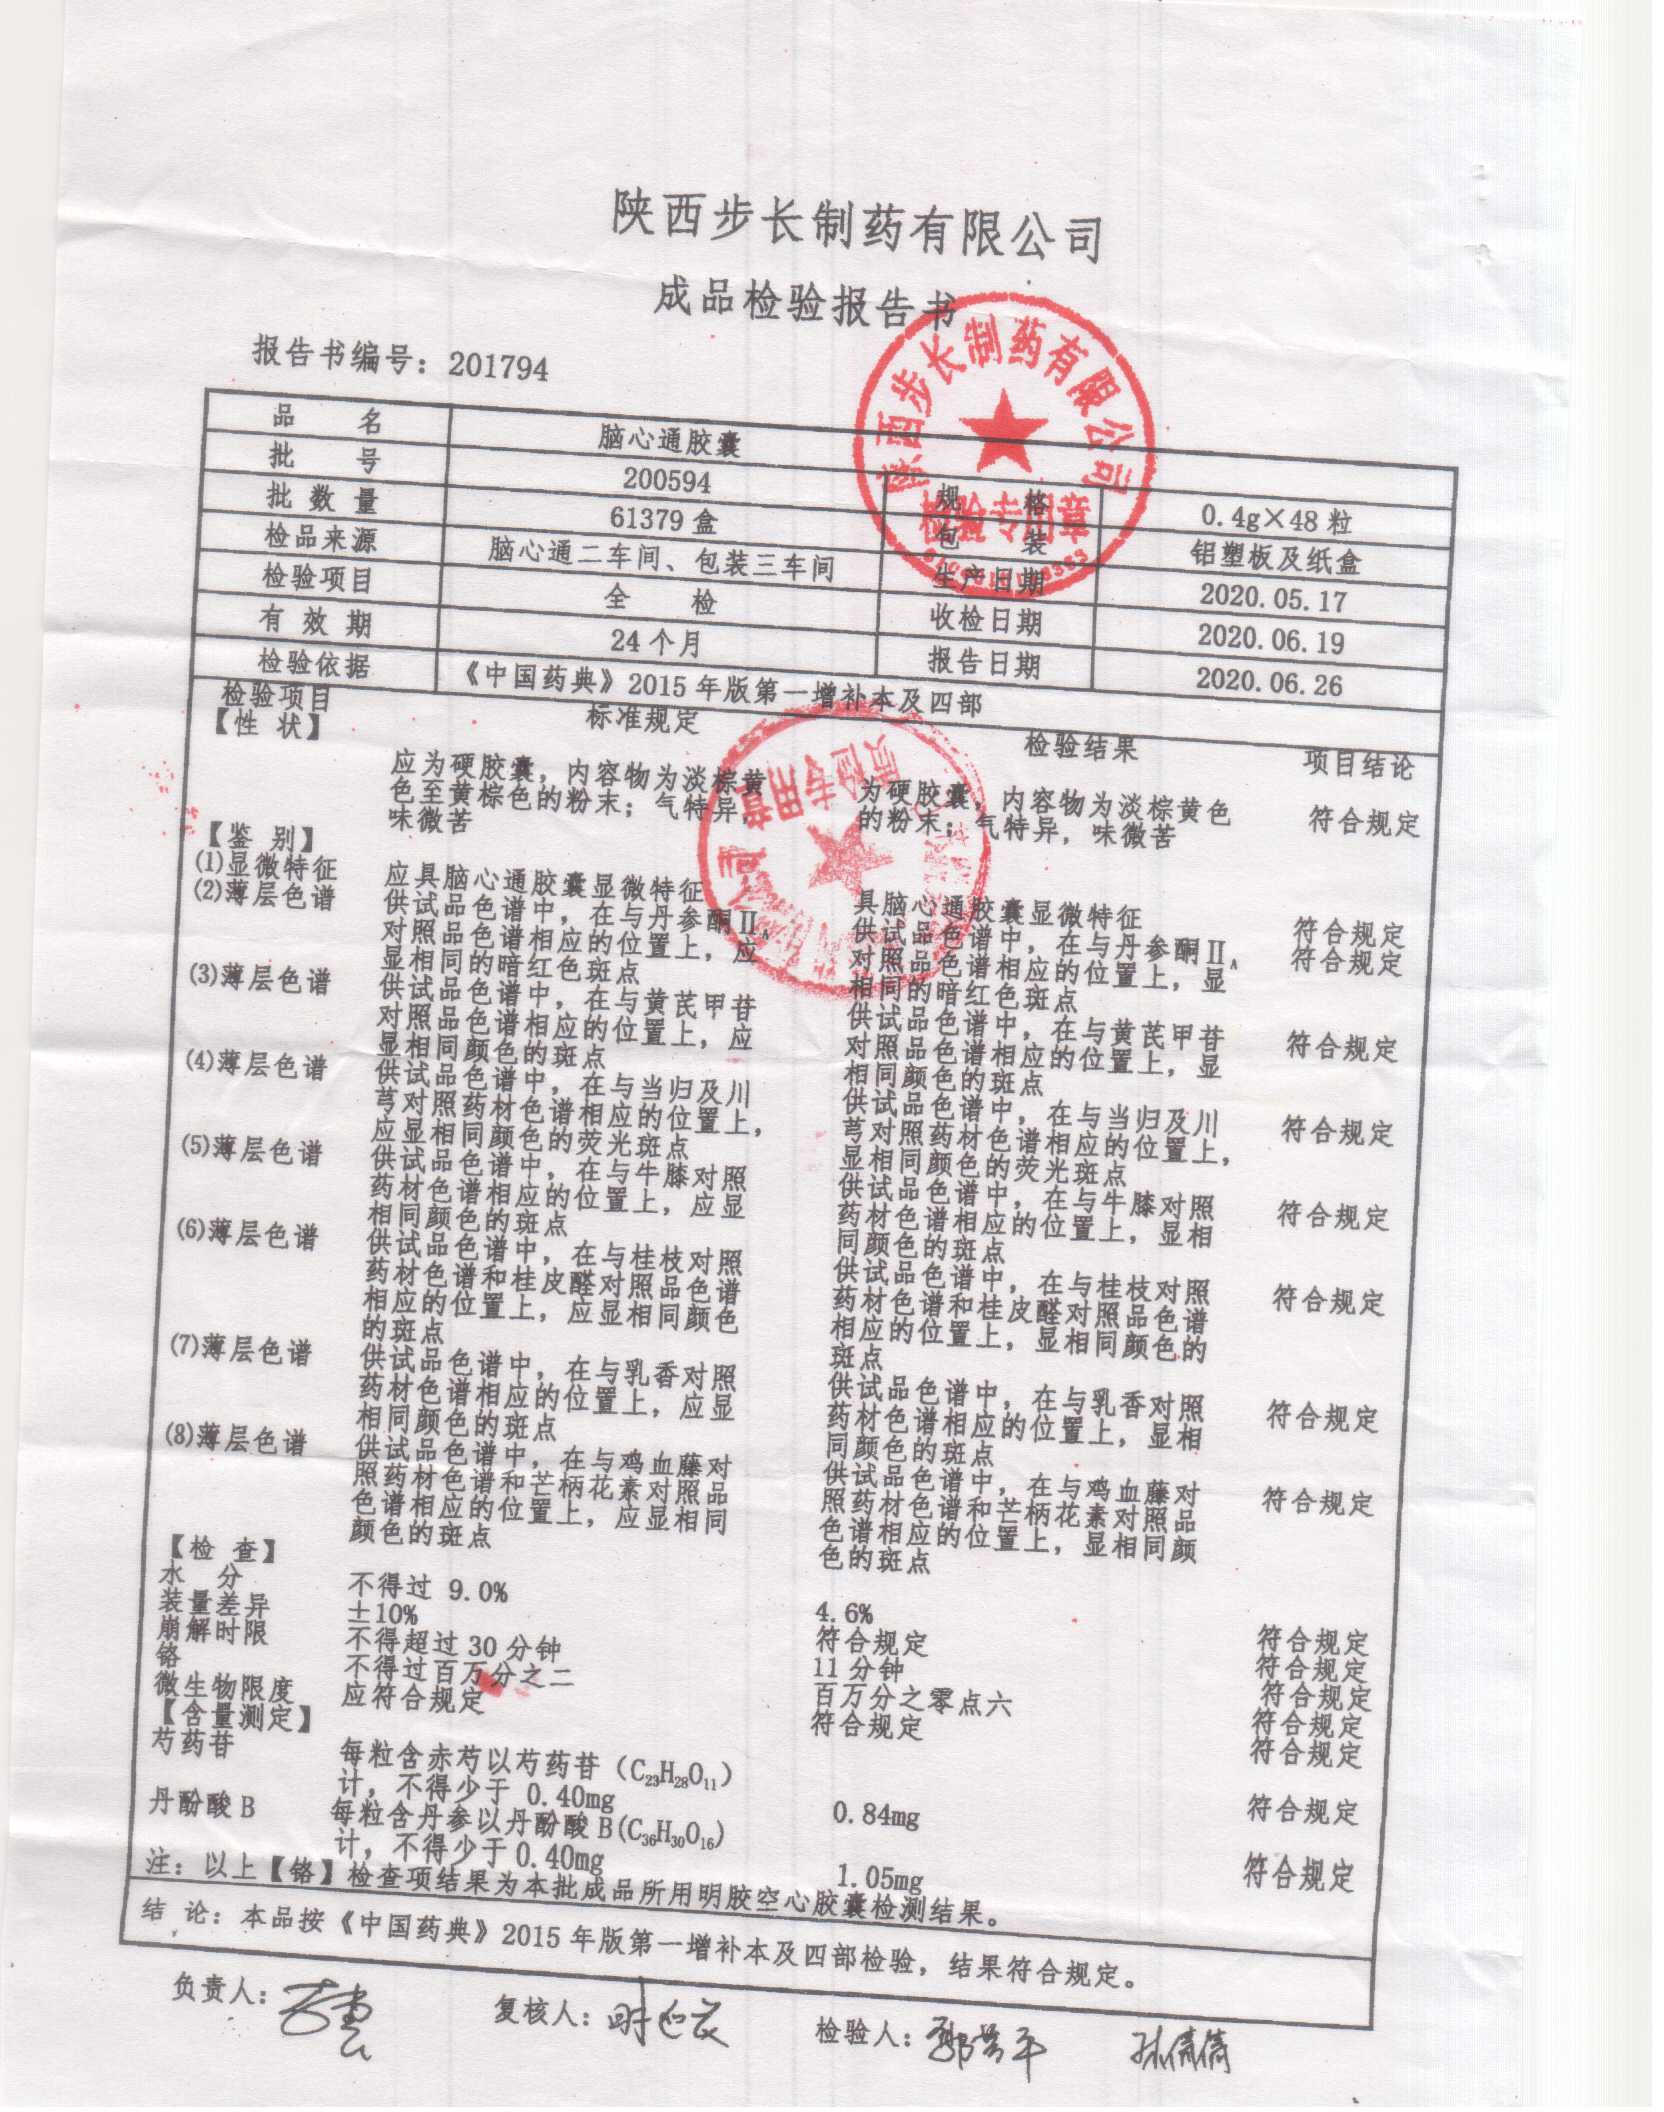 陕西步长制药有限公司
成品检验报告书
报告书编号：201794
品 名 脑心通胶囊
批 号 200594 规 格 0.4g×48粒
批 数 量 61379盒 包 装 铝塑板及纸盒
检品来源 脑心通二车间、包装三车间 生产日期 2020.05.17
检验项目 全 检 收检日期 2020.06.19
有 效 期 24个月 报告日期 2020.06.26
检验依据 《中国药典》2015年版第一增补本及四部
检验项目 标准规定 检验结果 项目结论
【性 状】
应为硬胶囊，内容物为淡棕黄 为硬胶囊，内容物为淡棕黄色 符合规定
色至黄棕色的粉末；气特异， 的粉末；气特异，味微苦
味微苦
【鉴 别】
(1)显微特征 应具脑心通胶囊显微特征 具脑心通胶囊显微特征 符合规定
(2)薄层色谱 供试品色谱中，在与丹参酮ⅡA 供试品色谱中，在与丹参酮ⅡA 符合规定
对照品色谱相应的位置上，应 对照品色谱相应的位置上，显
显相同的暗红色斑点 相同的暗红色斑点
(3)薄层色谱 供试品色谱中，在与黄芪甲苷 供试品色谱中，在与黄芪甲苷 符合规定
对照品色谱相应的位置上，应 对照品色谱相应的位置上，显
显相同颜色的斑点 相同颜色的斑点
(4)薄层色谱 供试品色谱中，在与当归及川 供试品色谱中，在与当归及川 符合规定
芎对照药材色谱相应的位置上， 芎对照药材色谱相应的位置上，
应显相同颜色的荧光斑点 显相同颜色的荧光斑点
(5)薄层色谱 供试品色谱中，在与牛膝对照 供试品色谱中，在与牛膝对照 符合规定
药材色谱相应的位置上，应显 药材色谱相应的位置上，显相
相同颜色的斑点 同颜色的斑点
(6)薄层色谱 供试品色谱中，在与桂枝对照 供试品色谱中，在与桂枝对照 符合规定
药材色谱和桂皮醛对照品色谱 药材色谱和桂皮醛对照品色谱
相应的位置上，应显相同颜色 相应的位置上，显相同颜色的
的斑点 斑点
(7)薄层色谱 供试品色谱中，在与乳香对照 供试品色谱中，在与乳香对照 符合规定
药材色谱相应的位置上，应显 药材色谱相应的位置上，显相
相同颜色的斑点 同颜色的斑点
(8)薄层色谱 供试品色谱中，在与鸡血藤对 供试品色谱中，在与鸡血藤对 符合规定
照药材色谱和芒柄花素对照品 照药材色谱和芒柄花素对照品
色谱相应的位置上，应显相同 色谱相应的位置上，显相同颜
颜色的斑点 色的斑点
【检 查】
水 分 不得过 9.0% 4.6% 符合规定
装量差异 ±10% 符合规定 符合规定
崩解时限 不得超过30分钟 11分钟 符合规定
铬 不得过百万分之二 百万分之零点六 符合规定
微生物限度 应符合规定 符合规定 符合规定
【含量测定】
芍药苷 每粒含赤芍以芍药苷（C23H28O11） 0.84mg 符合规定
计，不得少于 0.40mg
丹酚酸B 每粒含丹参以丹酚酸B(C36H30O16) 1.05mg 符合规定
计，不得少于0.40mg
注：以上【铬】检查项结果为本批成品所用明胶空心胶囊检测结果。
结 论：本品按《中国药典》2015年版第一增补本及四部检验，结果符合规定。
负责人： 复核人： 检验人： 孙倩倩
陕西步长制药有限公司
检验专用章
质检专用章